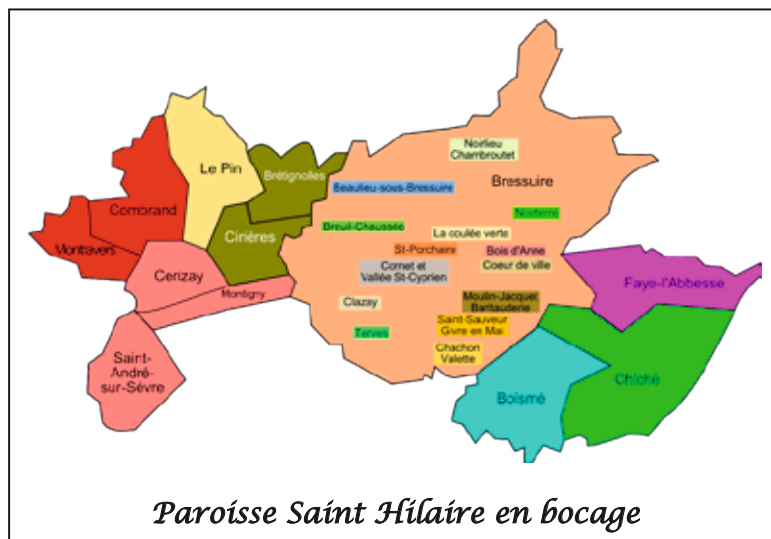 Noirlieu
Chambroutet
Le Pin
Brétignolles
Bressuire
Beaulieu-sous-Bressuire
Combrand
Noirterre
Breuil-Chaussée
La coulée verte
Cirières
Montravers
St-Porchaire
Bois d'Anne
Cerizay
Cornet et
Vallée St-Cyprien
Coeur de ville
Faye-l'Abbesse
Montigny
Clazay
Moulin-Jacquet
Baritauderie
Saint-Sauveur
Givre en Mai
Terves
Saint-
André-
sur-Sèvre
Chachon
Valette
Chiché
Boismé
Paroisse Saint Hilaire en bocage